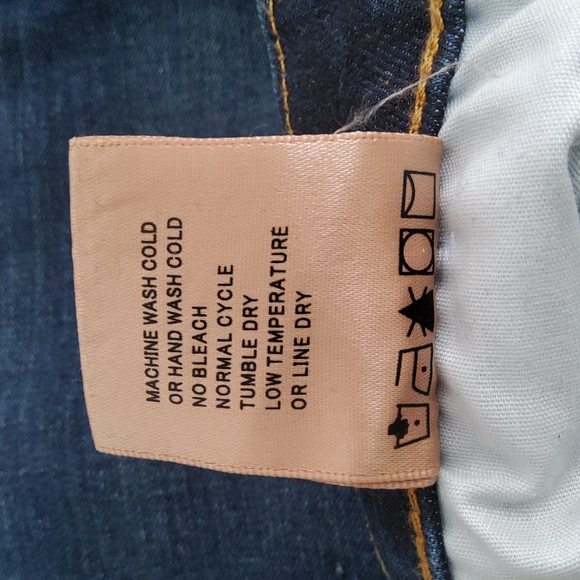 MACHINE WASH COLD
OR HAND WASH COLD
NO BLEACH
NORMAL CYCLE
TUMBLE DRY
LOW TEMPERATURE
OR LINE DRY